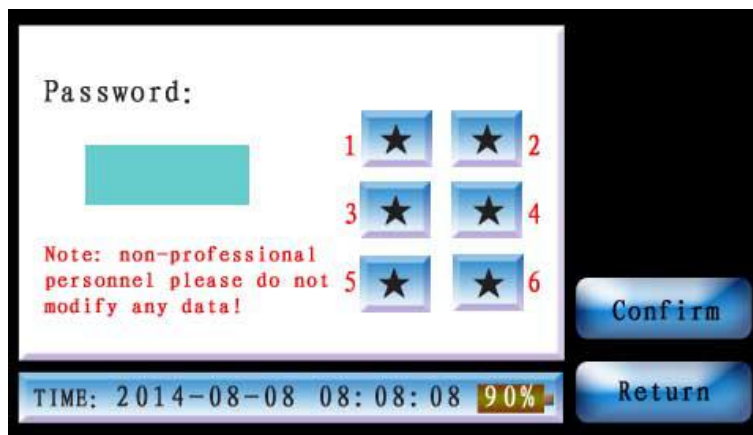 Password:
1 ★ ★ 2
3 ★ ★ 4
Note: non-professional
personnel please do not
modify any data!
5 ★ ★ 6
Confirm
TIME: 2014-08-08 08:08:08 90%
Return